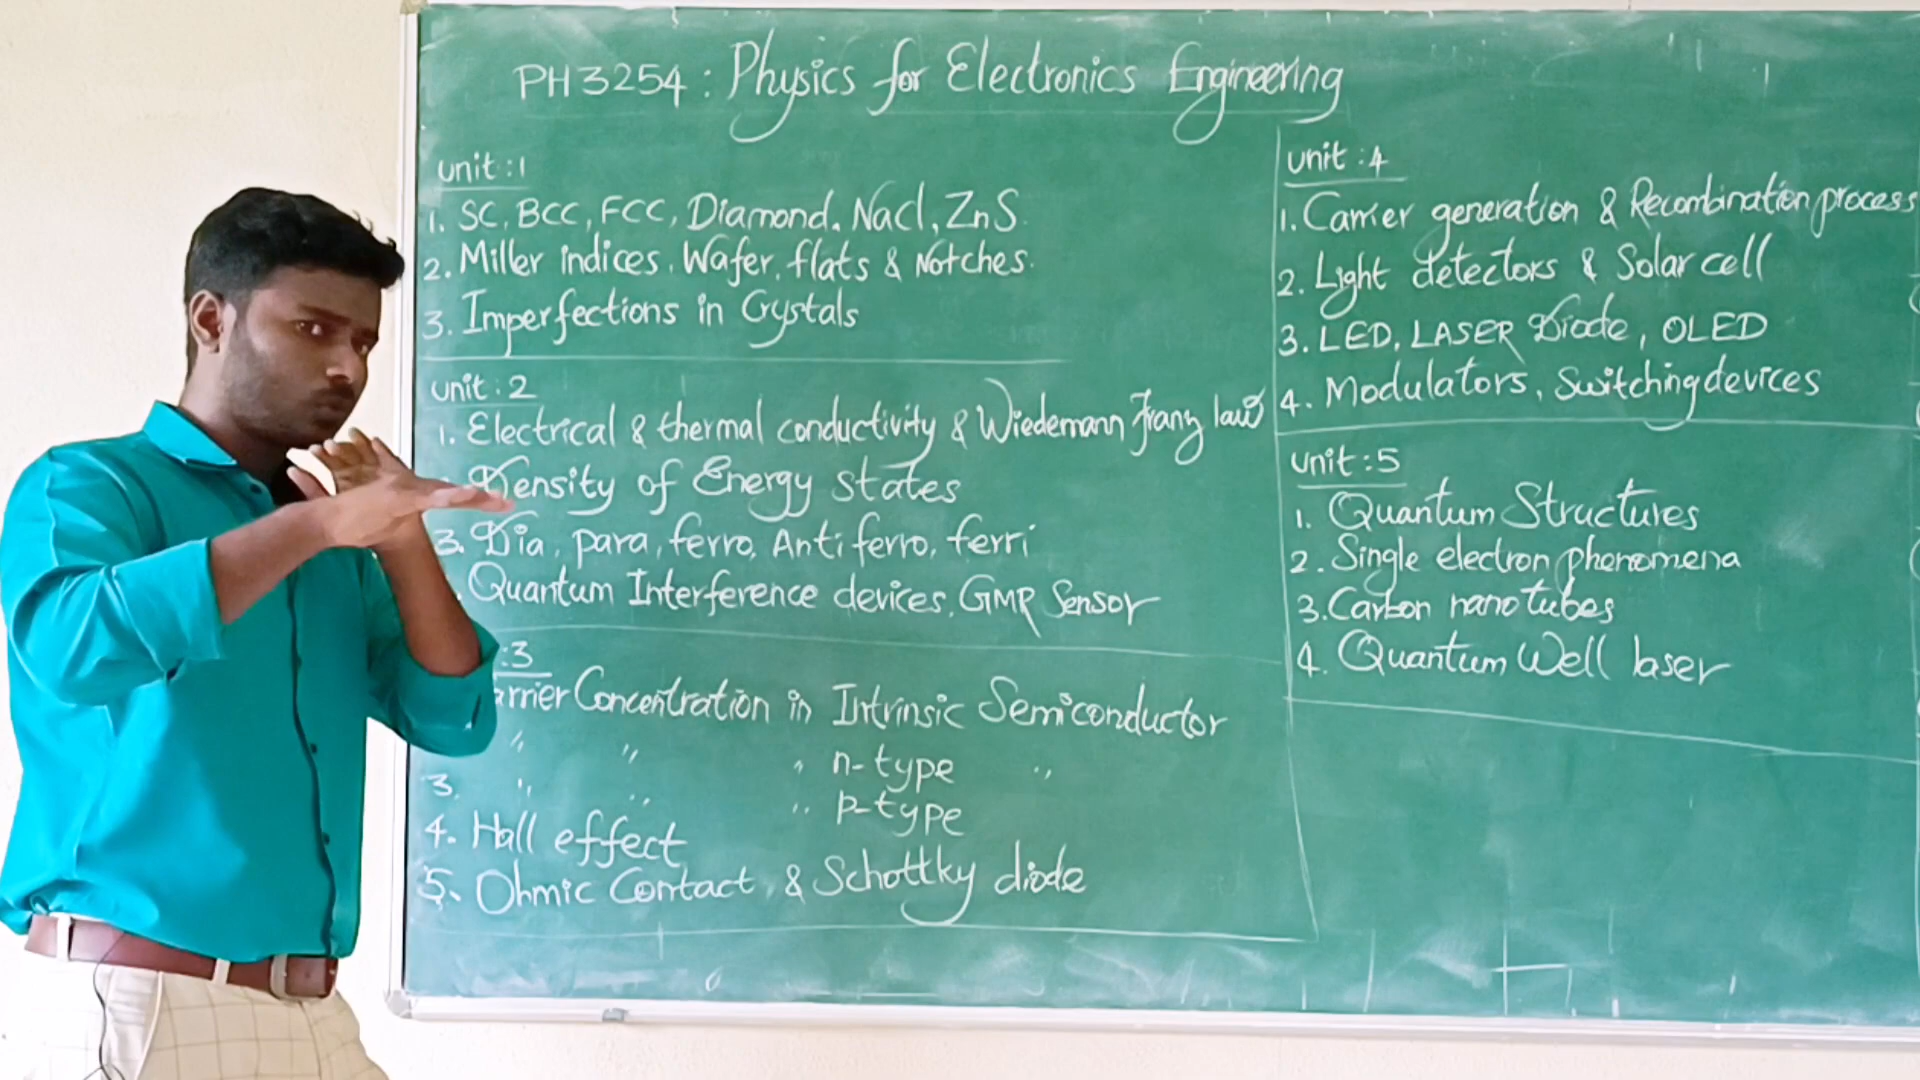 PH3254 : Physics for Electronics Engineering
unit : 1
1. SC, BCC, FCC, Diamond, Nacl, ZnS.
2. Miller indices, Wafer, flats & Notches.
3. Imperfections in Crystals
unit : 2
1. Electrical & thermal conductivity & Wiedemann Franz law
Density of Energy states
3. Dia, para, ferro, Anti ferro, ferri
Quantum Interference devices, GMR Sensor
:3
arrier Concentration in Intrinsic Semiconductor
" " " n-type "
3. " " " p-type
4. Hall effect
5. Ohmic Contact & Schottky diode
unit : 4
1. Carrier generation & Recombination process
2. Light detectors & Solar cell
3. LED, LASER Diode, OLED
4. Modulators, Switching devices
unit : 5
1. Quantum Structures
2. Single electron phenomena
3. Carbon nano tubes
4. Quantum Well laser